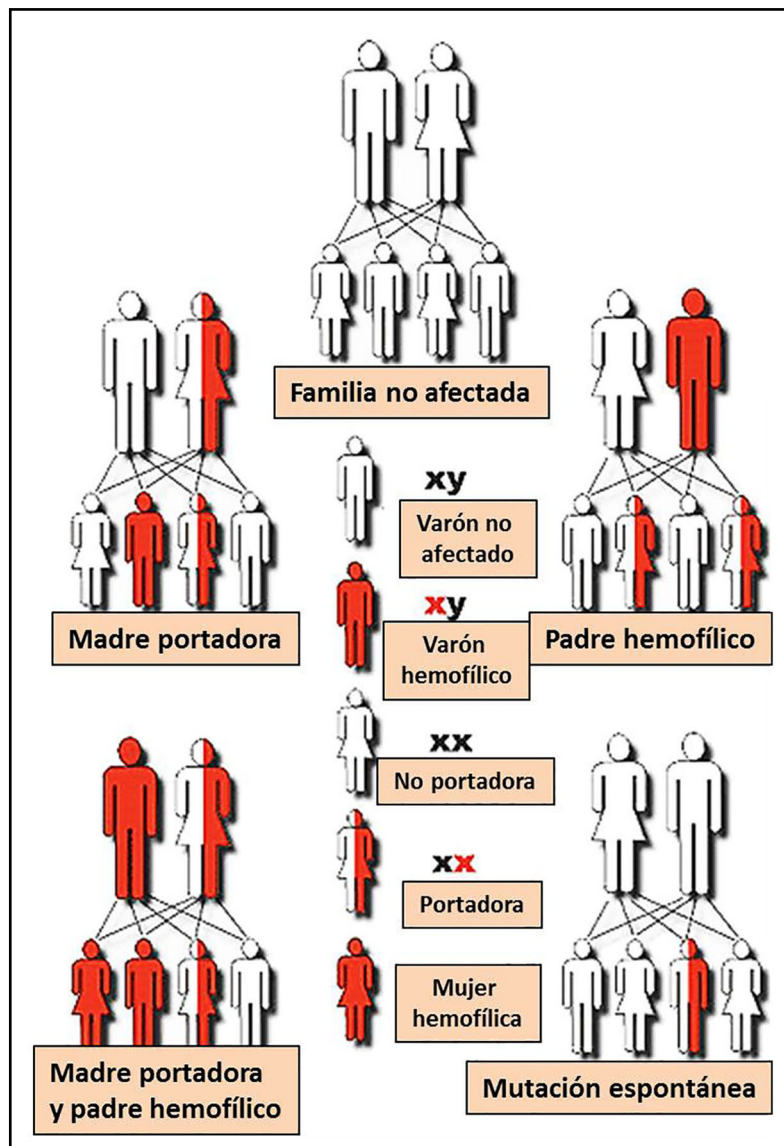 Familia no afectada
Madre portadora
Padre hemofílico
xy
Varón no
afectado
xy
Varón
hemofílico
xx
No portadora
xx
Portadora
Mujer
hemofílica
Madre portadora
y padre hemofílico
Mutación espontánea